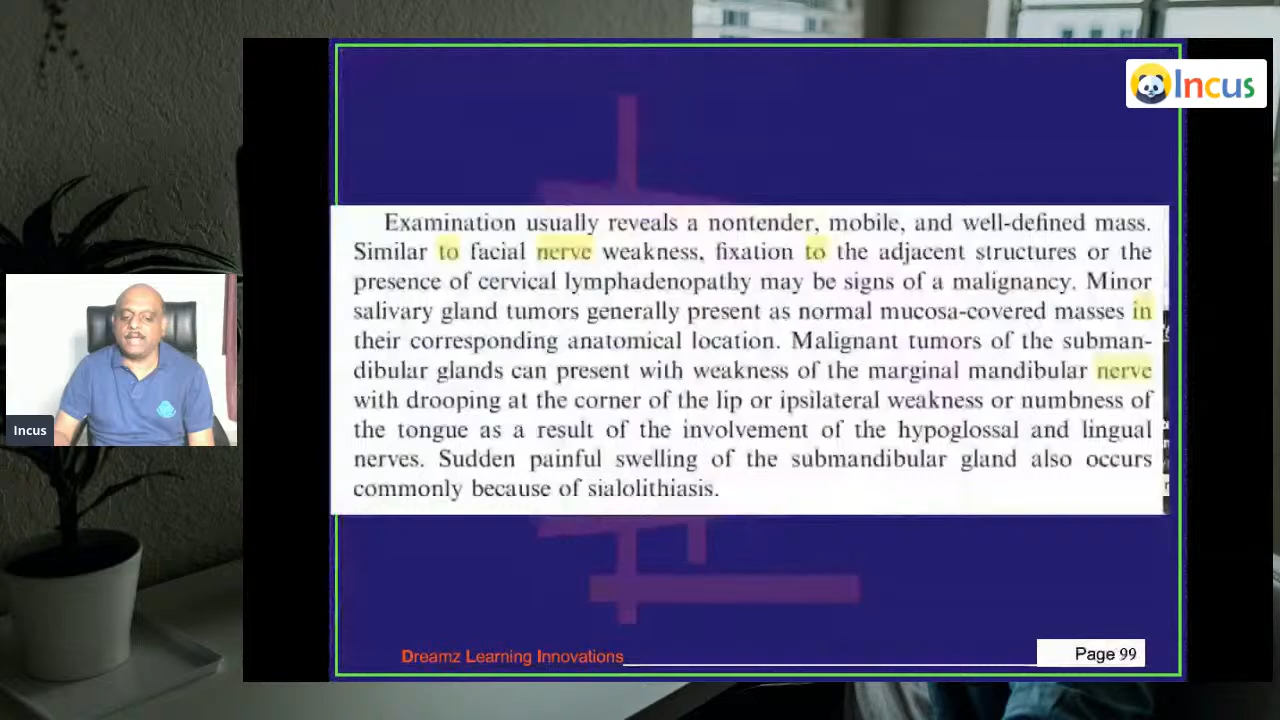 Incus
Examination usually reveals a nontender, mobile, and well-defined mass.
Similar to facial nerve weakness, fixation to the adjacent structures or the
presence of cervical lymphadenopathy may be signs of a malignancy. Minor
salivary gland tumors generally present as normal mucosa-covered masses in
their corresponding anatomical location. Malignant tumors of the subman-
dibular glands can present with weakness of the marginal mandibular nerve
with drooping at the corner of the lip or ipsilateral weakness or numbness of
the tongue as a result of the involvement of the hypoglossal and lingual
nerves. Sudden painful swelling of the submandibular gland also occurs
commonly because of sialolithiasis.
Incus
Dreamz Learning Innovations
Page 99